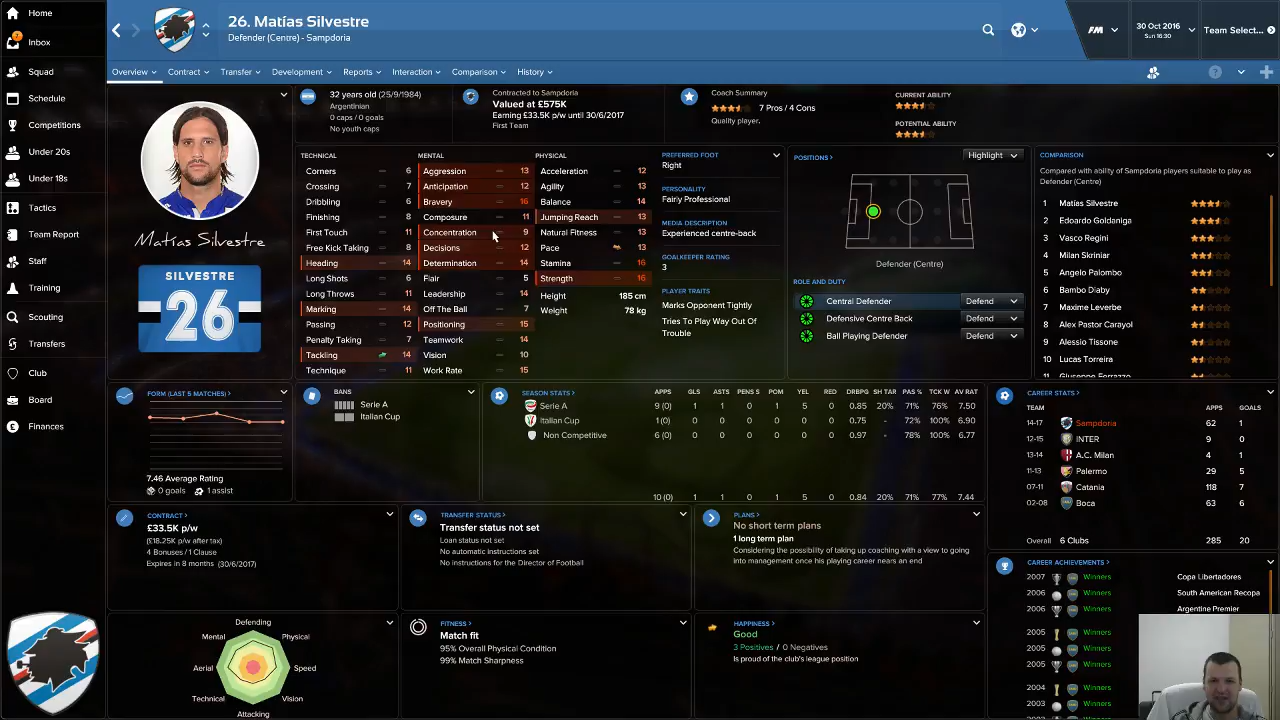 Home
Inbox
Squad
Schedule
Competitions
Under 20s
Under 18s
Tactics
Team Report
Staff
Training
Scouting
Transfers
Club
Board
Finances
26. Matías Silvestre
Defender (Centre) - Sampdoria
FM
30 Oct 2016
Sun 16:30
Team Select...
Overview
Contract
Transfer
Development
Reports
Interaction
Comparison
History
Matías Silvestre
SILVESTRE
26
32 years old (25/9/1984)
Argentinian
0 caps / 0 goals
No youth caps
Contracted to Sampdoria
Valued at £575K
Earning £33.5K p/w until 30/6/2017
First Team
Coach Summary
7 Pros / 4 Cons
Quality player.
CURRENT ABILITY
POTENTIAL ABILITY
TECHNICAL
Corners 6
Crossing 7
Dribbling 6
Finishing 8
First Touch 11
Free Kick Taking 8
Heading 14
Long Shots 6
Long Throws 11
Marking 14
Passing 12
Penalty Taking 7
Tackling 14
Technique 11
MENTAL
Aggression 13
Anticipation 12
Bravery 16
Composure 11
Concentration 9
Decisions 12
Determination 14
Flair 5
Leadership 14
Off The Ball 7
Positioning 15
Teamwork 14
Vision 10
Work Rate 15
PHYSICAL
Acceleration 12
Agility 13
Balance 14
Jumping Reach 13
Natural Fitness 13
Pace 13
Stamina 16
Strength 16
Height 185 cm
Weight 78 kg
PREFERRED FOOT
Right
PERSONALITY
Fairly Professional
MEDIA DESCRIPTION
Experienced centre-back
GOALKEEPER RATING
3
PLAYER TRAITS
Marks Opponent Tightly
Tries To Play Way Out Of
Trouble
POSITIONS
Highlight
Defender (Centre)
ROLE AND DUTY
Central Defender Defend
Defensive Centre Back Defend
Ball Playing Defender Defend
COMPARISON
Compared with ability of Sampdoria players suitable to play as
Defender (Centre)
1 Matías Silvestre
2 Edoardo Goldaniga
3 Vasco Regini
4 Milan Skriniar
5 Angelo Palombo
6 Bambo Diaby
7 Maxime Leverbe
8 Alex Pastor Carayol
9 Alessio Tissone
10 Lucas Torreira
11 Giuseppe Ferrazzo
FORM (LAST 5 MATCHES)
7.46 Average Rating
0 goals 1 assist
BANS
Serie A
Italian Cup
SEASON STATS APPS GLS ASTS PEN S POM YEL RED DRBPG SH TAR PAS % TCK W AV RAT
Serie A 9 (0) 1 1 0 1 5 0 0.85 20% 71% 76% 7.50
Italian Cup 1 (0) 0 0 0 0 0 0 0.75 - 72% 100% 6.90
Non Competitive 6 (0) 0 0 0 0 0 0 0.97 - 78% 100% 6.77
10 (0) 1 1 0 1 5 0 0.84 20% 71% 77% 7.44
CAREER STATS
TEAM APPS GOALS
14-17 Sampdoria 62 1
12-15 INTER 9 0
13-14 A.C. Milan 4 1
11-13 Palermo 29 5
07-11 Catania 118 7
02-08 Boca 63 6
Overall 6 Clubs 285 20
CONTRACT
£33.5K p/w
(£18.25K p/w after tax)
4 Bonuses / 1 Clause
Expires in 8 months (30/6/2017)
TRANSFER STATUS
Transfer status not set
Loan status not set
No automatic instructions set
No instructions for the Director of Football
PLANS
No short term plans
1 long term plan
Considering the possibility of taking up coaching with a view to going
into management once his playing career nears an end
CAREER ACHIEVEMENTS
2007 Winners Copa Libertadores
2006 Winners South American Recopa
2006 Winners Argentine Premier
2005 Winners
2005 Winners
2005 Winners
2004 Winners
2003 Winners
Defending
Physical
Speed
Vision
Attacking
Technical
Aerial
Mental
FITNESS
Match fit
95% Overall Physical Condition
99% Match Sharpness
HAPPINESS
Good
3 Positives / 0 Negatives
Is proud of the club's league position